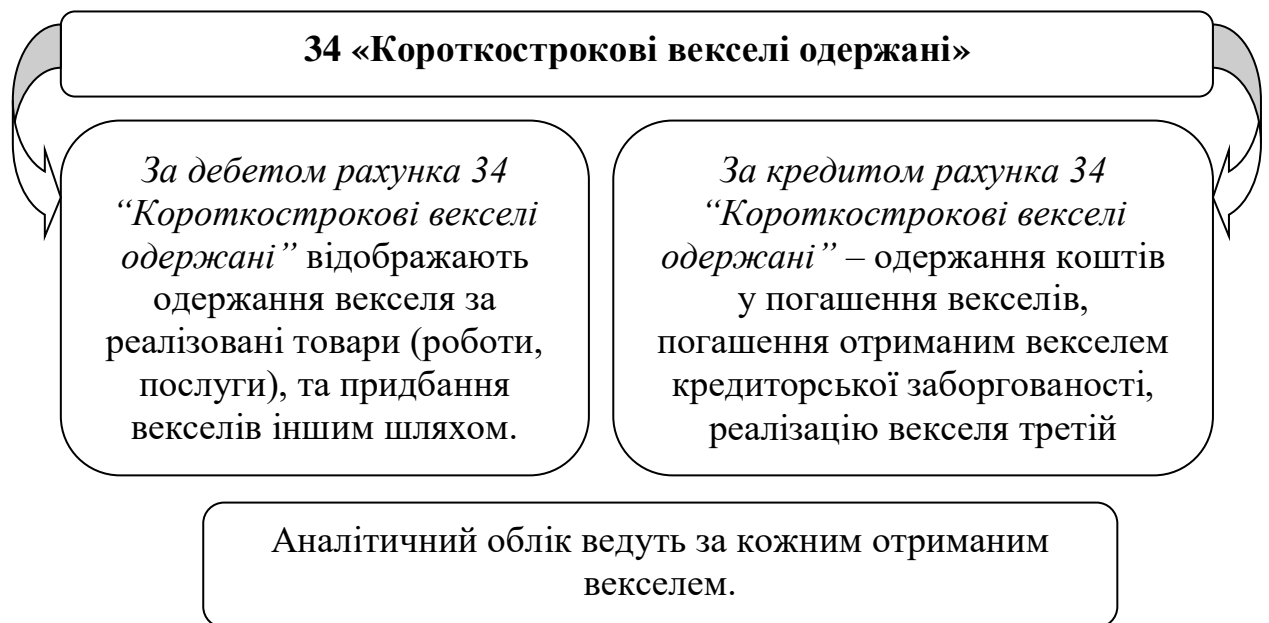 34 «Короткострокові векселі одержані»
За дебетом рахунка 34
“Короткострокові векселі
одержані” відображають
одержання векселя за
реалізовані товари (роботи,
послуги), та придбання
векселів іншим шляхом.
За кредитом рахунка 34
“Короткострокові векселі
одержані” – одержання коштів
у погашення векселів,
погашення отриманим векселем
кредиторської заборгованості,
реалізацію векселя третій
Аналітичний облік ведуть за кожним отриманим
векселем.